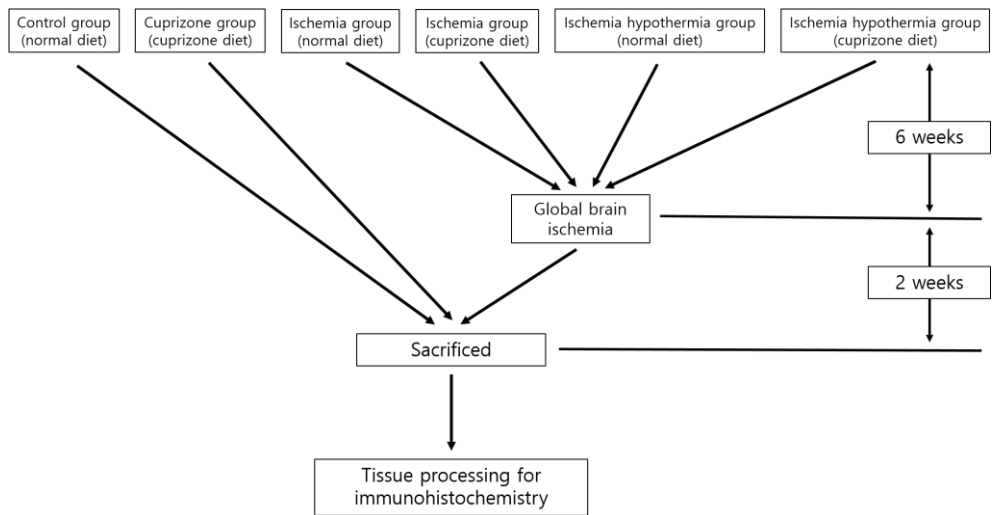 Control group
(normal diet)
Cuprizone group
(cuprizone diet)
Ischemia group
(normal diet)
Ischemia group
(cuprizone diet)
Ischemia hypothermia group
(normal diet)
Ischemia hypothermia group
(cuprizone diet)
6 weeks
Global brain
ischemia
2 weeks
Sacrificed
Tissue processing for
immunohistochemistry